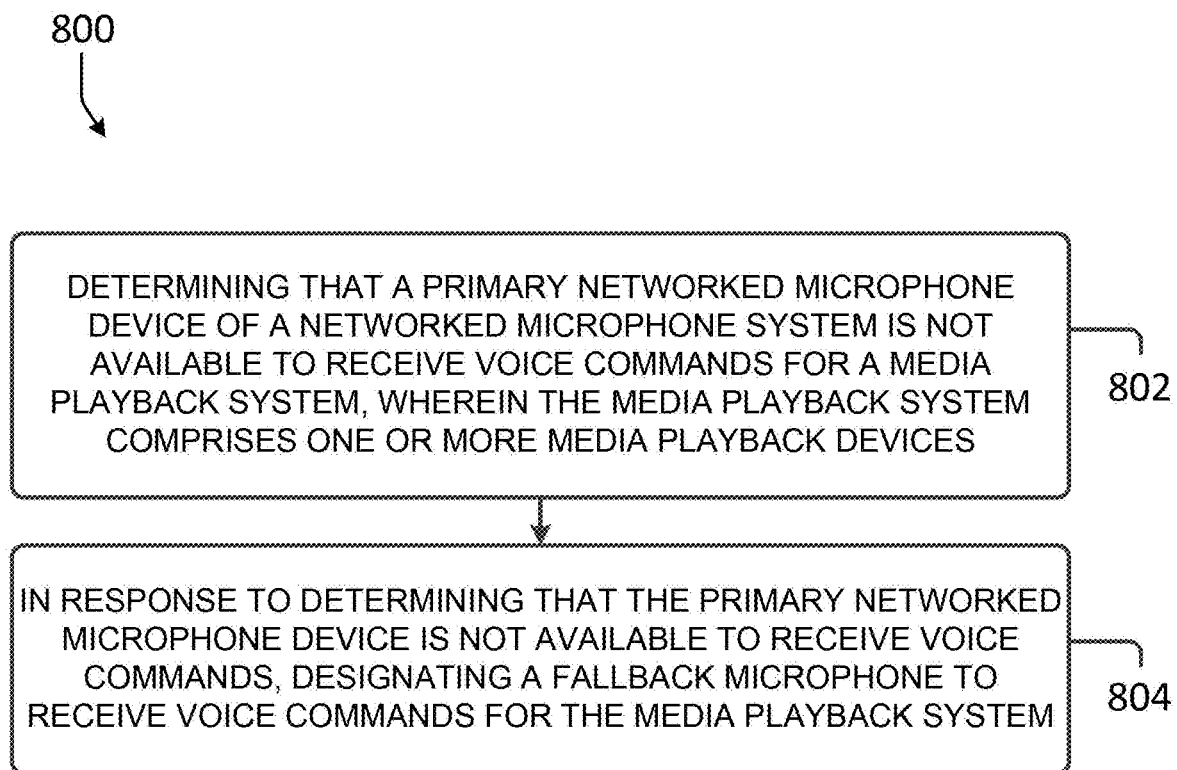 800
DETERMINING THAT A PRIMARY NETWORKED MICROPHONE
DEVICE OF A NETWORKED MICROPHONE SYSTEM IS NOT
AVAILABLE TO RECEIVE VOICE COMMANDS FOR A MEDIA
PLAYBACK SYSTEM, WHEREIN THE MEDIA PLAYBACK SYSTEM
COMPRISES ONE OR MORE MEDIA PLAYBACK DEVICES
802
IN RESPONSE TO DETERMINING THAT THE PRIMARY NETWORKED
MICROPHONE DEVICE IS NOT AVAILABLE TO RECEIVE VOICE
COMMANDS, DESIGNATING A FALLBACK MICROPHONE TO
RECEIVE VOICE COMMANDS FOR THE MEDIA PLAYBACK SYSTEM
804